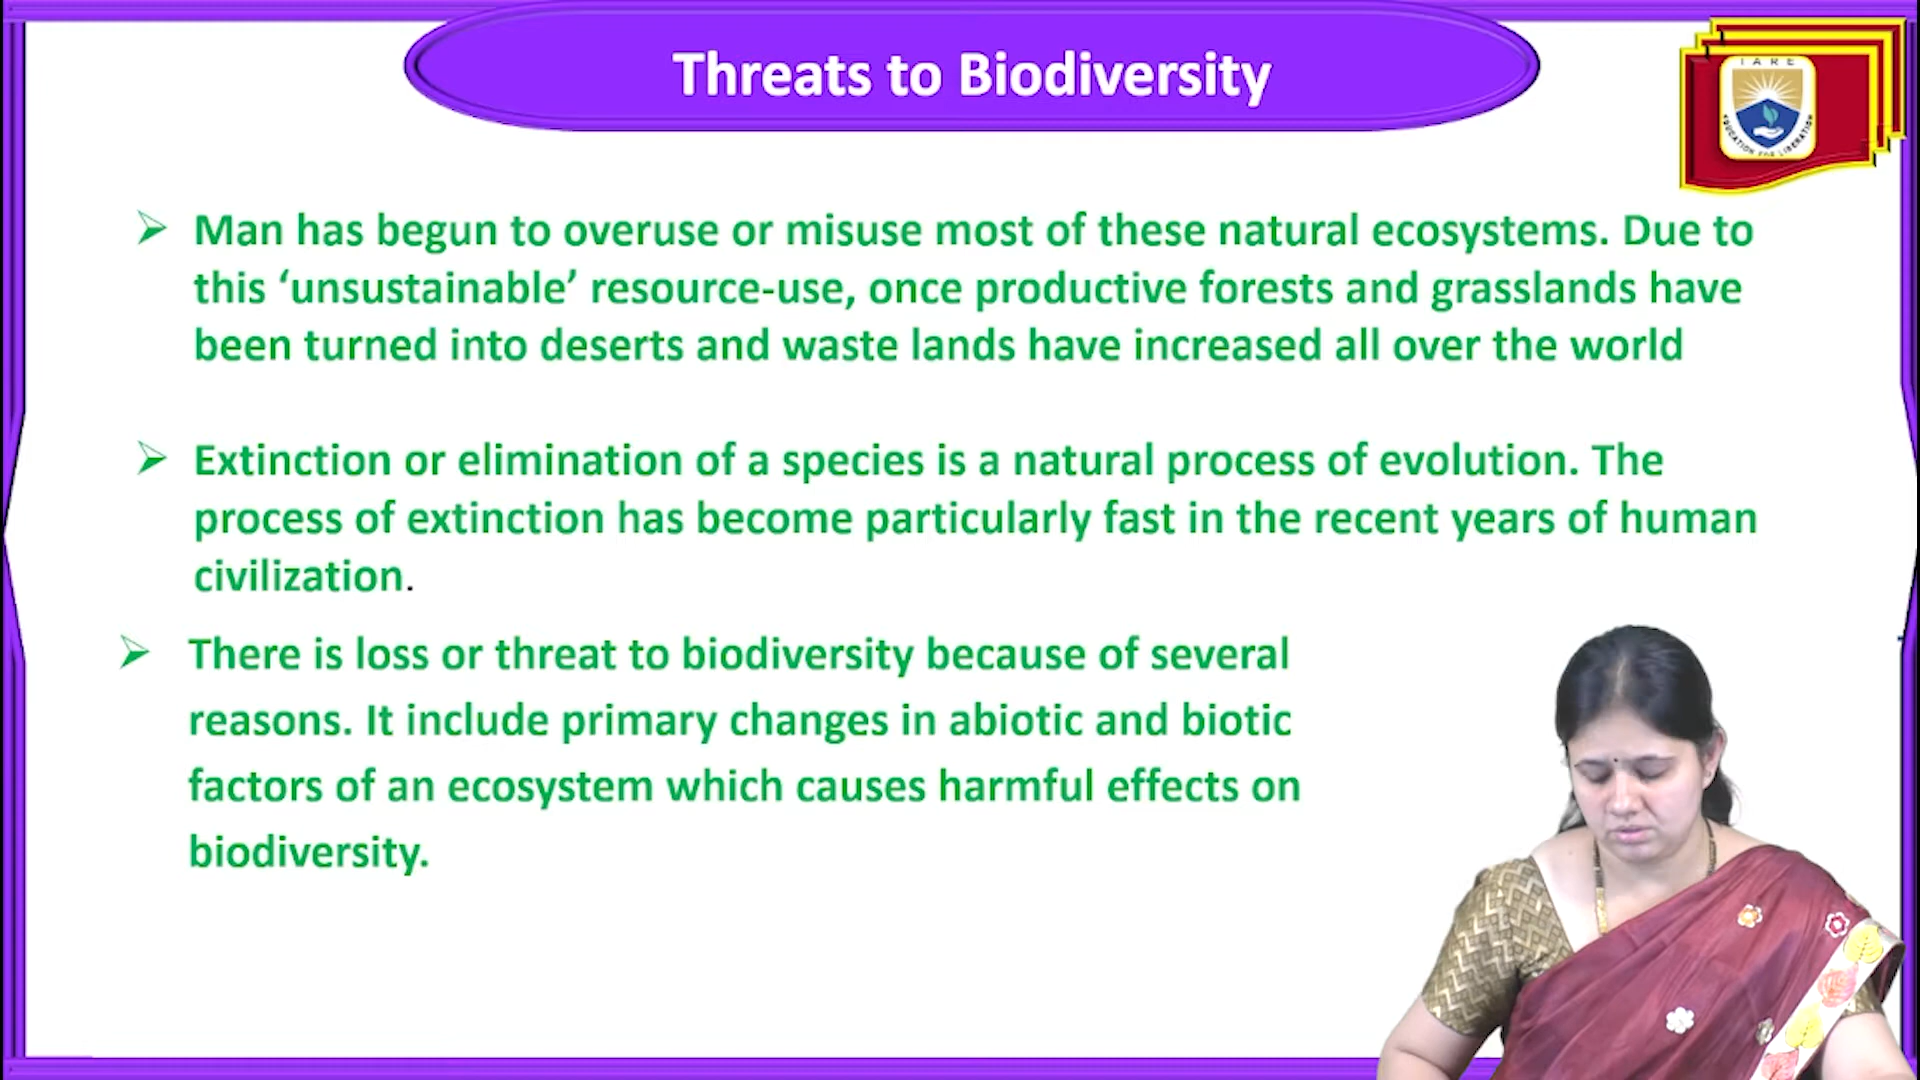 Threats to Biodiversity
IARE
EDUCATION FOR LIBERATION
➢ Man has begun to overuse or misuse most of these natural ecosystems. Due to
this ‘unsustainable’ resource-use, once productive forests and grasslands have
been turned into deserts and waste lands have increased all over the world
➢ Extinction or elimination of a species is a natural process of evolution. The
process of extinction has become particularly fast in the recent years of human
civilization.
➢ There is loss or threat to biodiversity because of several
reasons. It include primary changes in abiotic and biotic
factors of an ecosystem which causes harmful effects on
biodiversity.